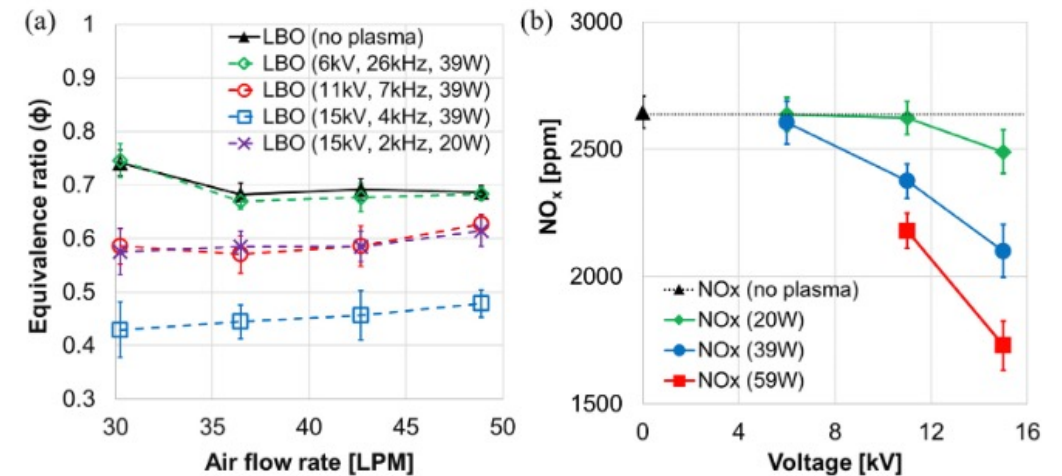 (a)
1
0.9
0.8
0.7
0.6
0.5
0.4
0.3
Equivalence ratio (ϕ)
LBO (no plasma)
LBO (6kV, 26kHz, 39W)
LBO (11kV, 7kHz, 39W)
LBO (15kV, 4kHz, 39W)
LBO (15kV, 2kHz, 20W)
30 35 40 45 50
Air flow rate [LPM]
(b)
3000
2500
2000
1500
NOx [ppm]
NOx (no plasma)
NOx (20W)
NOx (39W)
NOx (59W)
0 4 8 12 16
Voltage [kV]